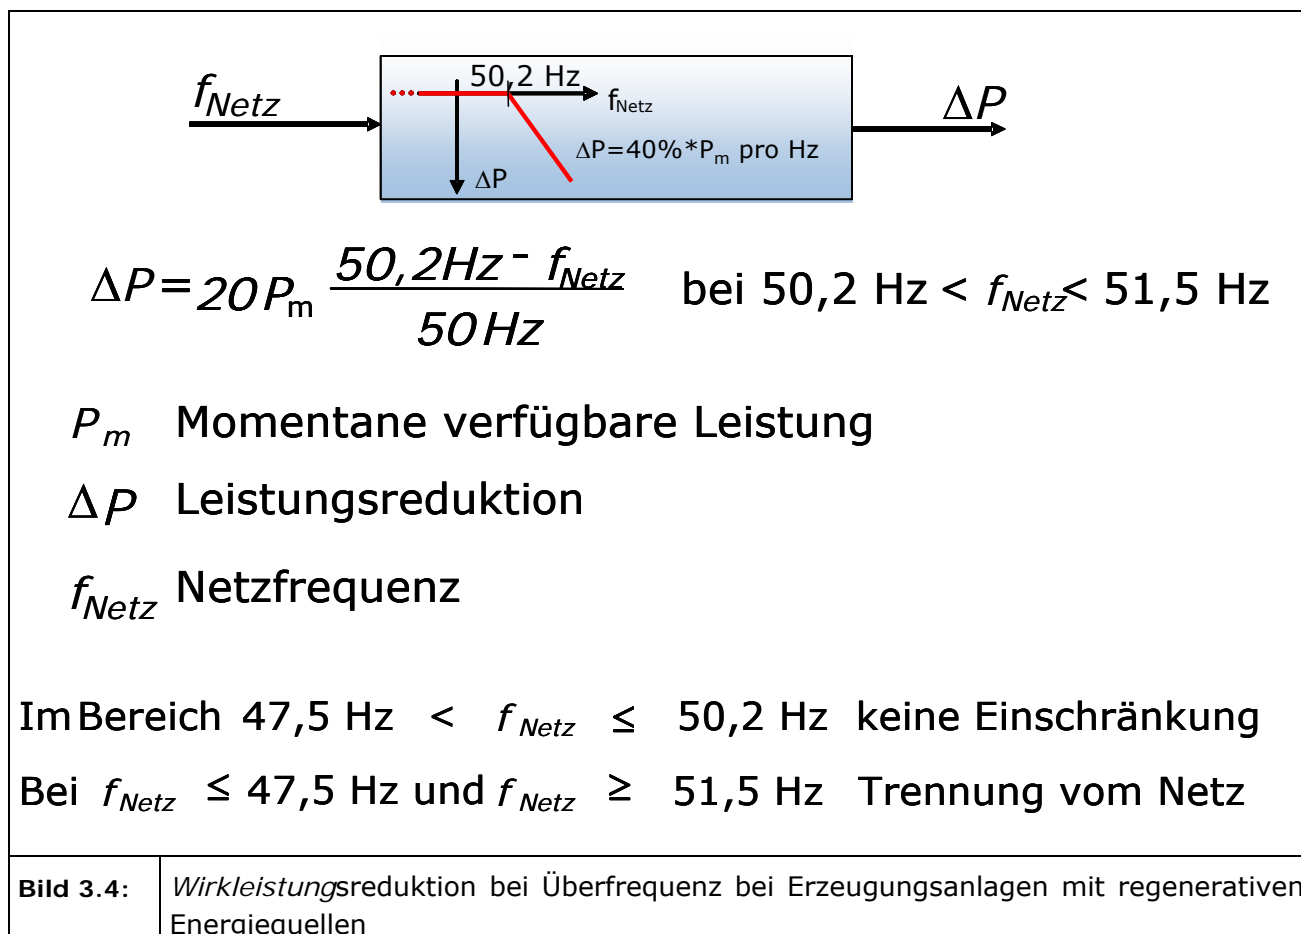 f_Netz
50,2 Hz
f_Netz
ΔP=40%*P_m pro Hz
ΔP
ΔP
ΔP = 20 P_m (50,2Hz - f_Netz) / 50 Hz bei 50,2 Hz < f_Netz < 51,5 Hz
P_m Momentane verfügbare Leistung
ΔP Leistungsreduktion
f_Netz Netzfrequenz
Im Bereich 47,5 Hz < f_Netz ≤ 50,2 Hz keine Einschränkung
Bei f_Netz ≤ 47,5 Hz und f_Netz ≥ 51,5 Hz Trennung vom Netz
Bild 3.4: Wirkleistungsreduktion bei Überfrequenz bei Erzeugungsanlagen mit regenerativen
Energiequellen